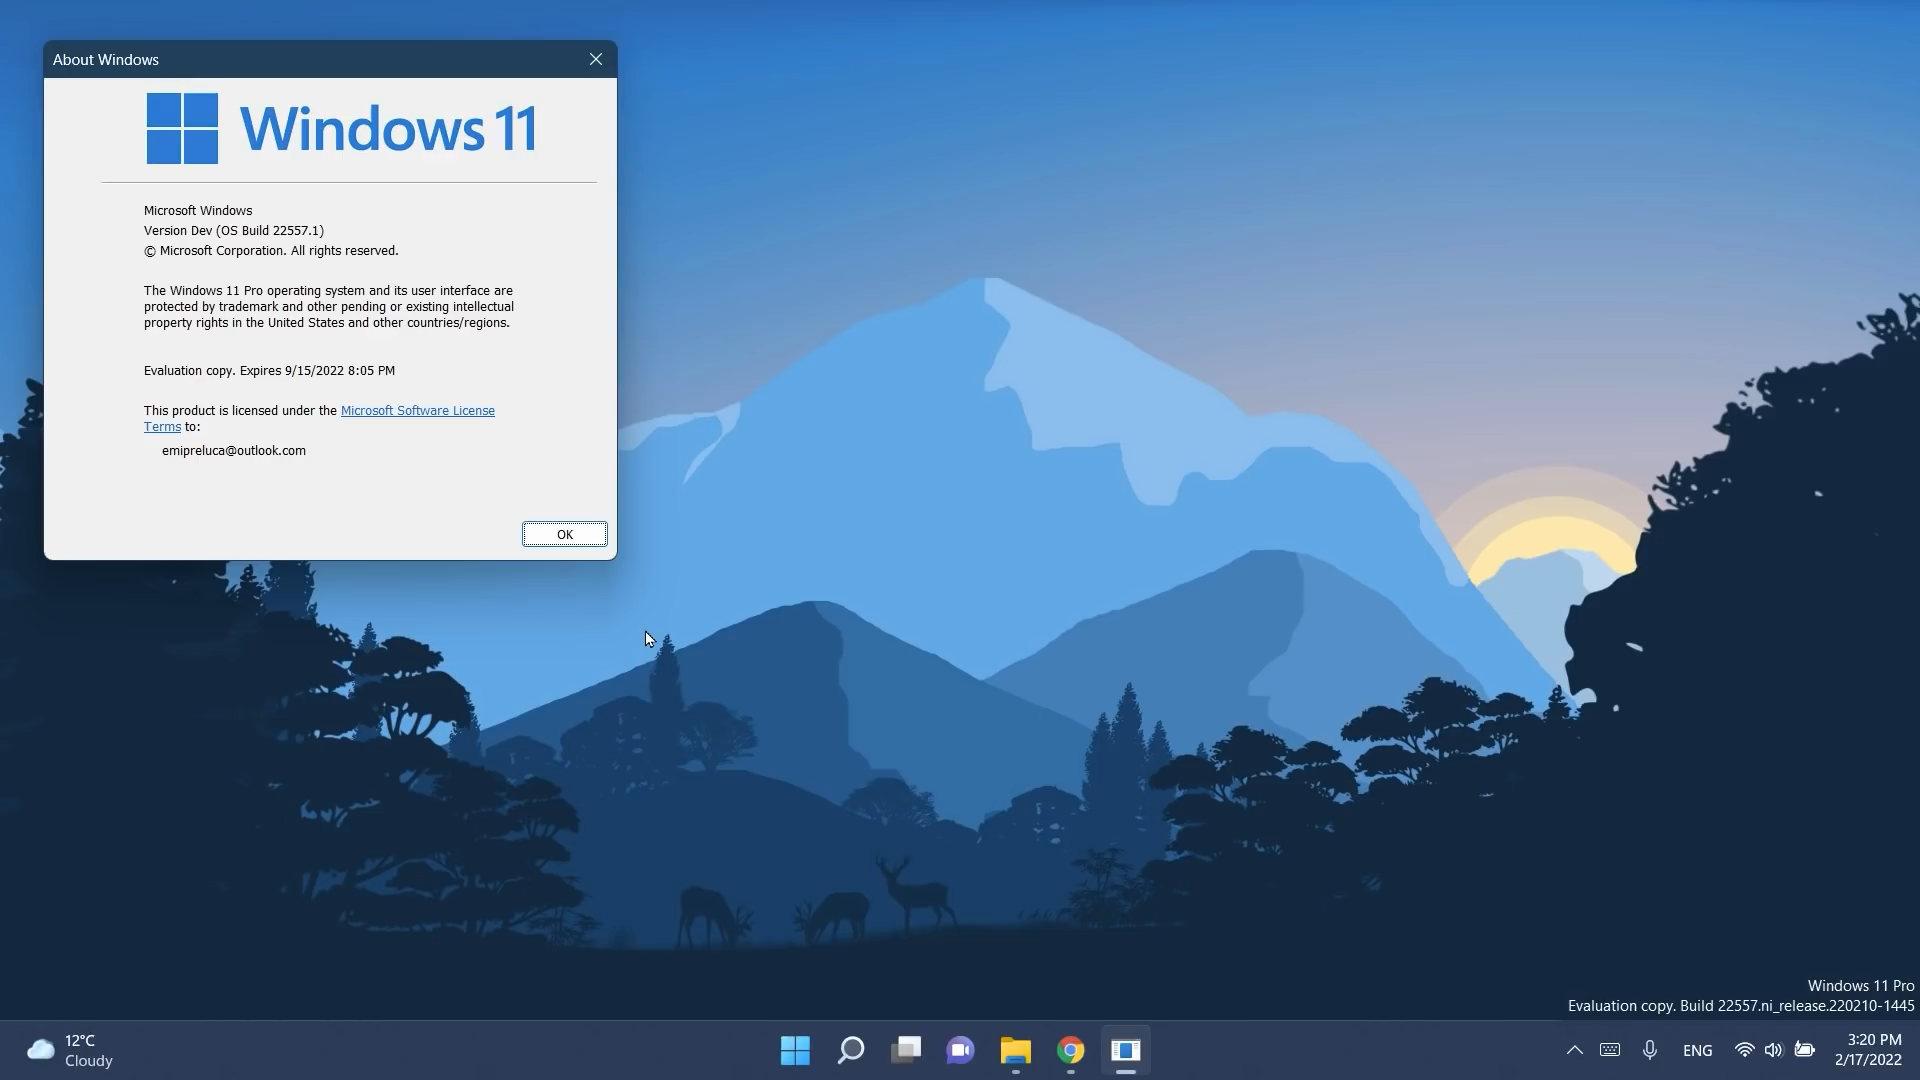 About Windows
Windows 11
Microsoft Windows
Version Dev (OS Build 22557.1)
© Microsoft Corporation. All rights reserved.
The Windows 11 Pro operating system and its user interface are
protected by trademark and other pending or existing intellectual
property rights in the United States and other countries/regions.
Evaluation copy. Expires 9/15/2022 8:05 PM
This product is licensed under the Microsoft Software License
Terms to:
emipreluca@outlook.com
OK
Windows 11 Pro
Evaluation copy. Build 22557.ni_release.220210-1445
12°C
Cloudy
ENG
3:20 PM
2/17/2022